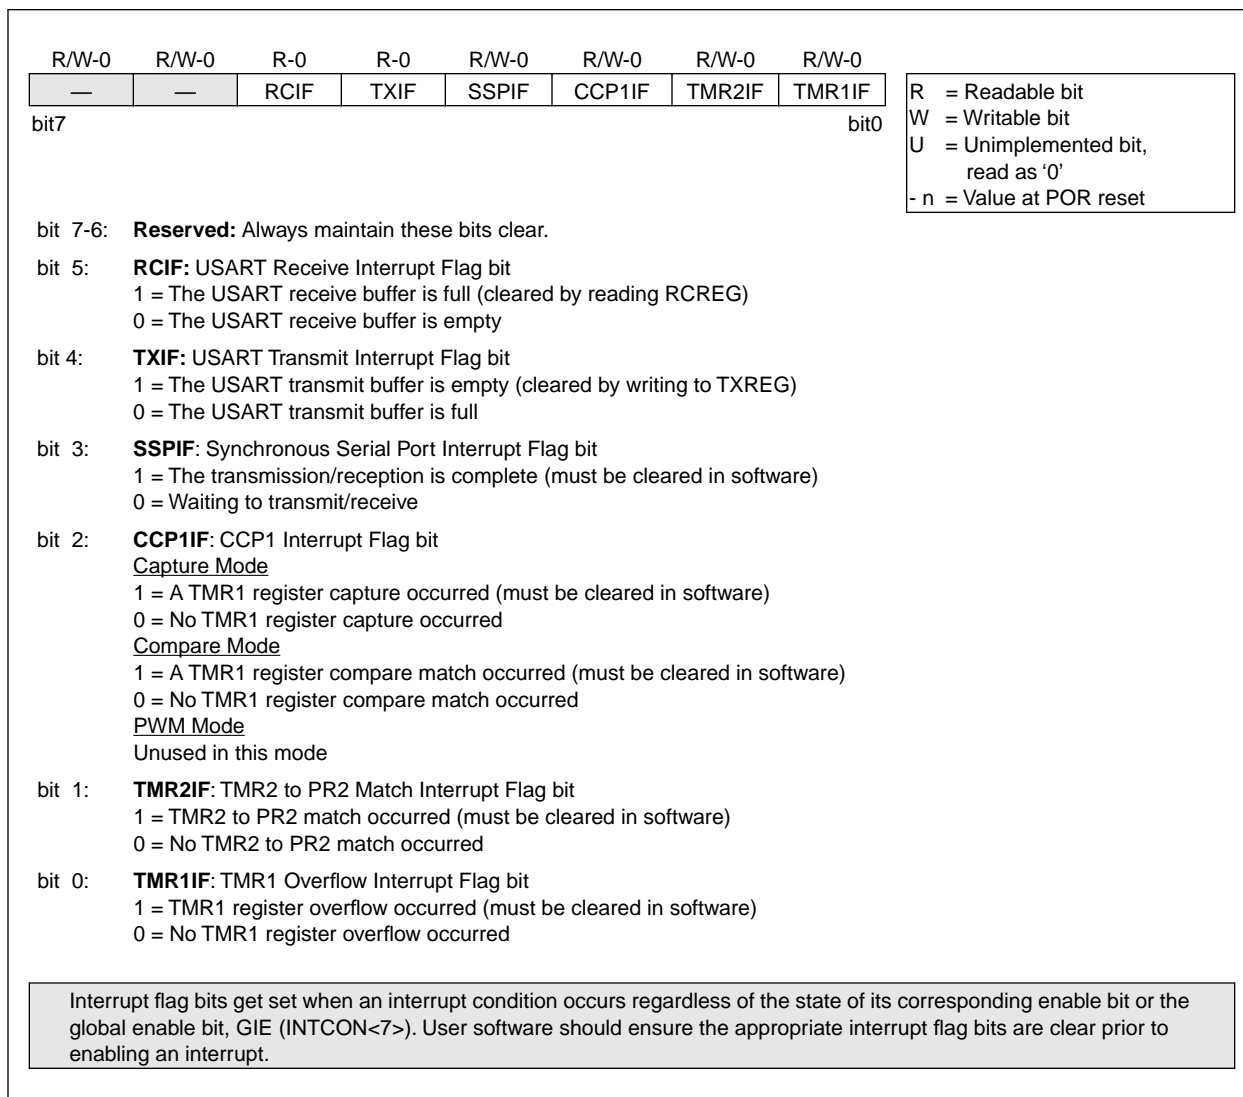 R/W-0 R/W-0 R-0 R-0 R/W-0 R/W-0 R/W-0 R/W-0
— — RCIF TXIF SSPIF CCP1IF TMR2IF TMR1IF
bit7 bit0
R = Readable bit
W = Writable bit
U = Unimplemented bit,
read as ‘0’
- n = Value at POR reset
bit 7-6: Reserved: Always maintain these bits clear.
bit 5: RCIF: USART Receive Interrupt Flag bit
1 = The USART receive buffer is full (cleared by reading RCREG)
0 = The USART receive buffer is empty
bit 4: TXIF: USART Transmit Interrupt Flag bit
1 = The USART transmit buffer is empty (cleared by writing to TXREG)
0 = The USART transmit buffer is full
bit 3: SSPIF: Synchronous Serial Port Interrupt Flag bit
1 = The transmission/reception is complete (must be cleared in software)
0 = Waiting to transmit/receive
bit 2: CCP1IF: CCP1 Interrupt Flag bit
Capture Mode
1 = A TMR1 register capture occurred (must be cleared in software)
0 = No TMR1 register capture occurred
Compare Mode
1 = A TMR1 register compare match occurred (must be cleared in software)
0 = No TMR1 register compare match occurred
PWM Mode
Unused in this mode
bit 1: TMR2IF: TMR2 to PR2 Match Interrupt Flag bit
1 = TMR2 to PR2 match occurred (must be cleared in software)
0 = No TMR2 to PR2 match occurred
bit 0: TMR1IF: TMR1 Overflow Interrupt Flag bit
1 = TMR1 register overflow occurred (must be cleared in software)
0 = No TMR1 register overflow occurred
Interrupt flag bits get set when an interrupt condition occurs regardless of the state of its corresponding enable bit or the
global enable bit, GIE (INTCON<7>). User software should ensure the appropriate interrupt flag bits are clear prior to
enabling an interrupt.